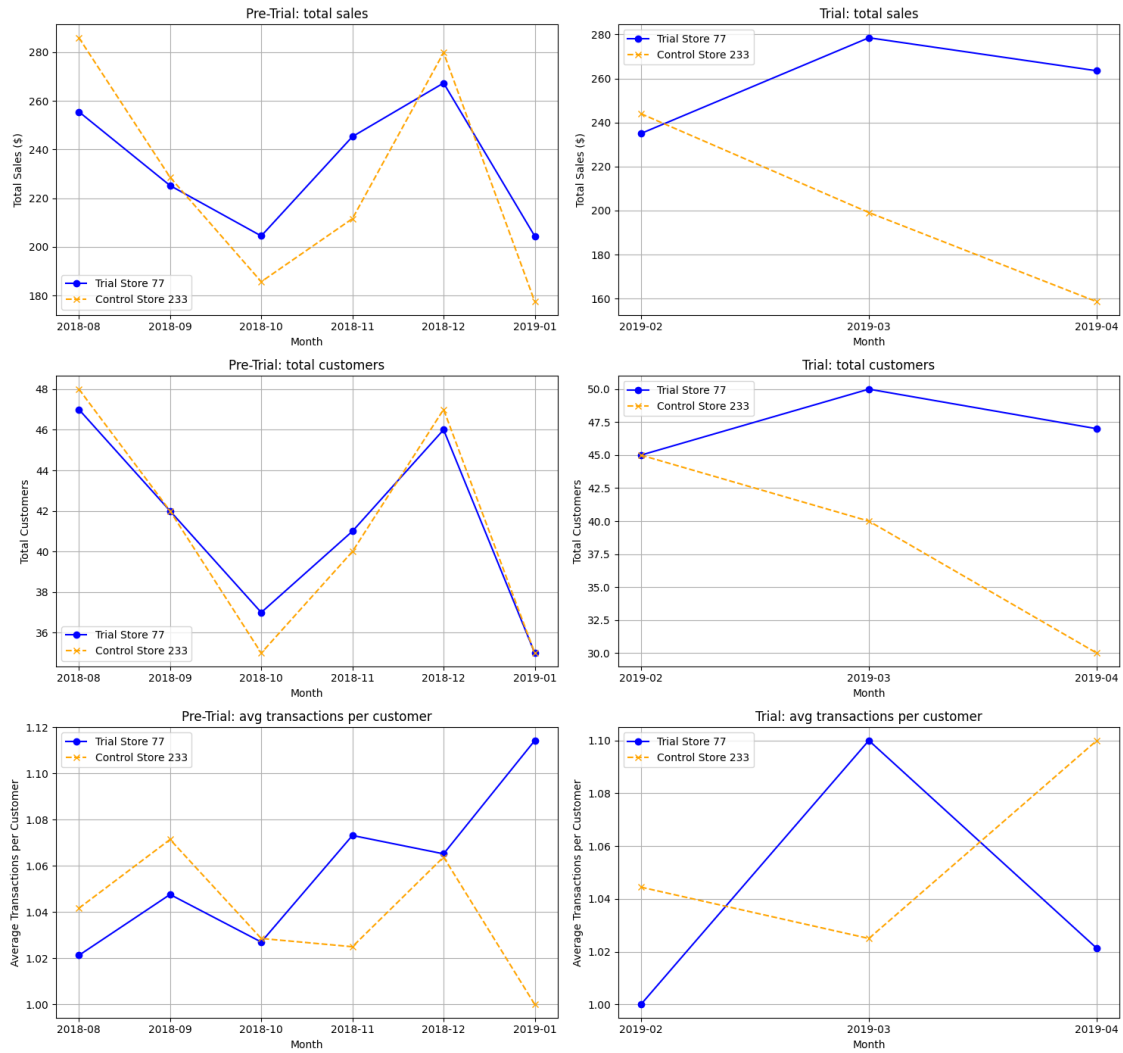 Pre-Trial: total sales
Total Sales ($)
280
260
240
220
200
180
Trial Store 77
Control Store 233
2018-08 2018-09 2018-10 2018-11 2018-12 2019-01
Month
Trial: total sales
Total Sales ($)
280
260
240
220
200
180
160
Trial Store 77
Control Store 233
2019-02 2019-03 2019-04
Month
Pre-Trial: total customers
Total Customers
48
46
44
42
40
38
36
Trial Store 77
Control Store 233
2018-08 2018-09 2018-10 2018-11 2018-12 2019-01
Month
Trial: total customers
Total Customers
50.0
47.5
45.0
42.5
40.0
37.5
35.0
32.5
30.0
Trial Store 77
Control Store 233
2019-02 2019-03 2019-04
Month
Pre-Trial: avg transactions per customer
Average Transactions per Customer
1.12
1.10
1.08
1.06
1.04
1.02
1.00
Trial Store 77
Control Store 233
2018-08 2018-09 2018-10 2018-11 2018-12 2019-01
Month
Trial: avg transactions per customer
Average Transactions per Customer
1.10
1.08
1.06
1.04
1.02
1.00
Trial Store 77
Control Store 233
2019-02 2019-03 2019-04
Month